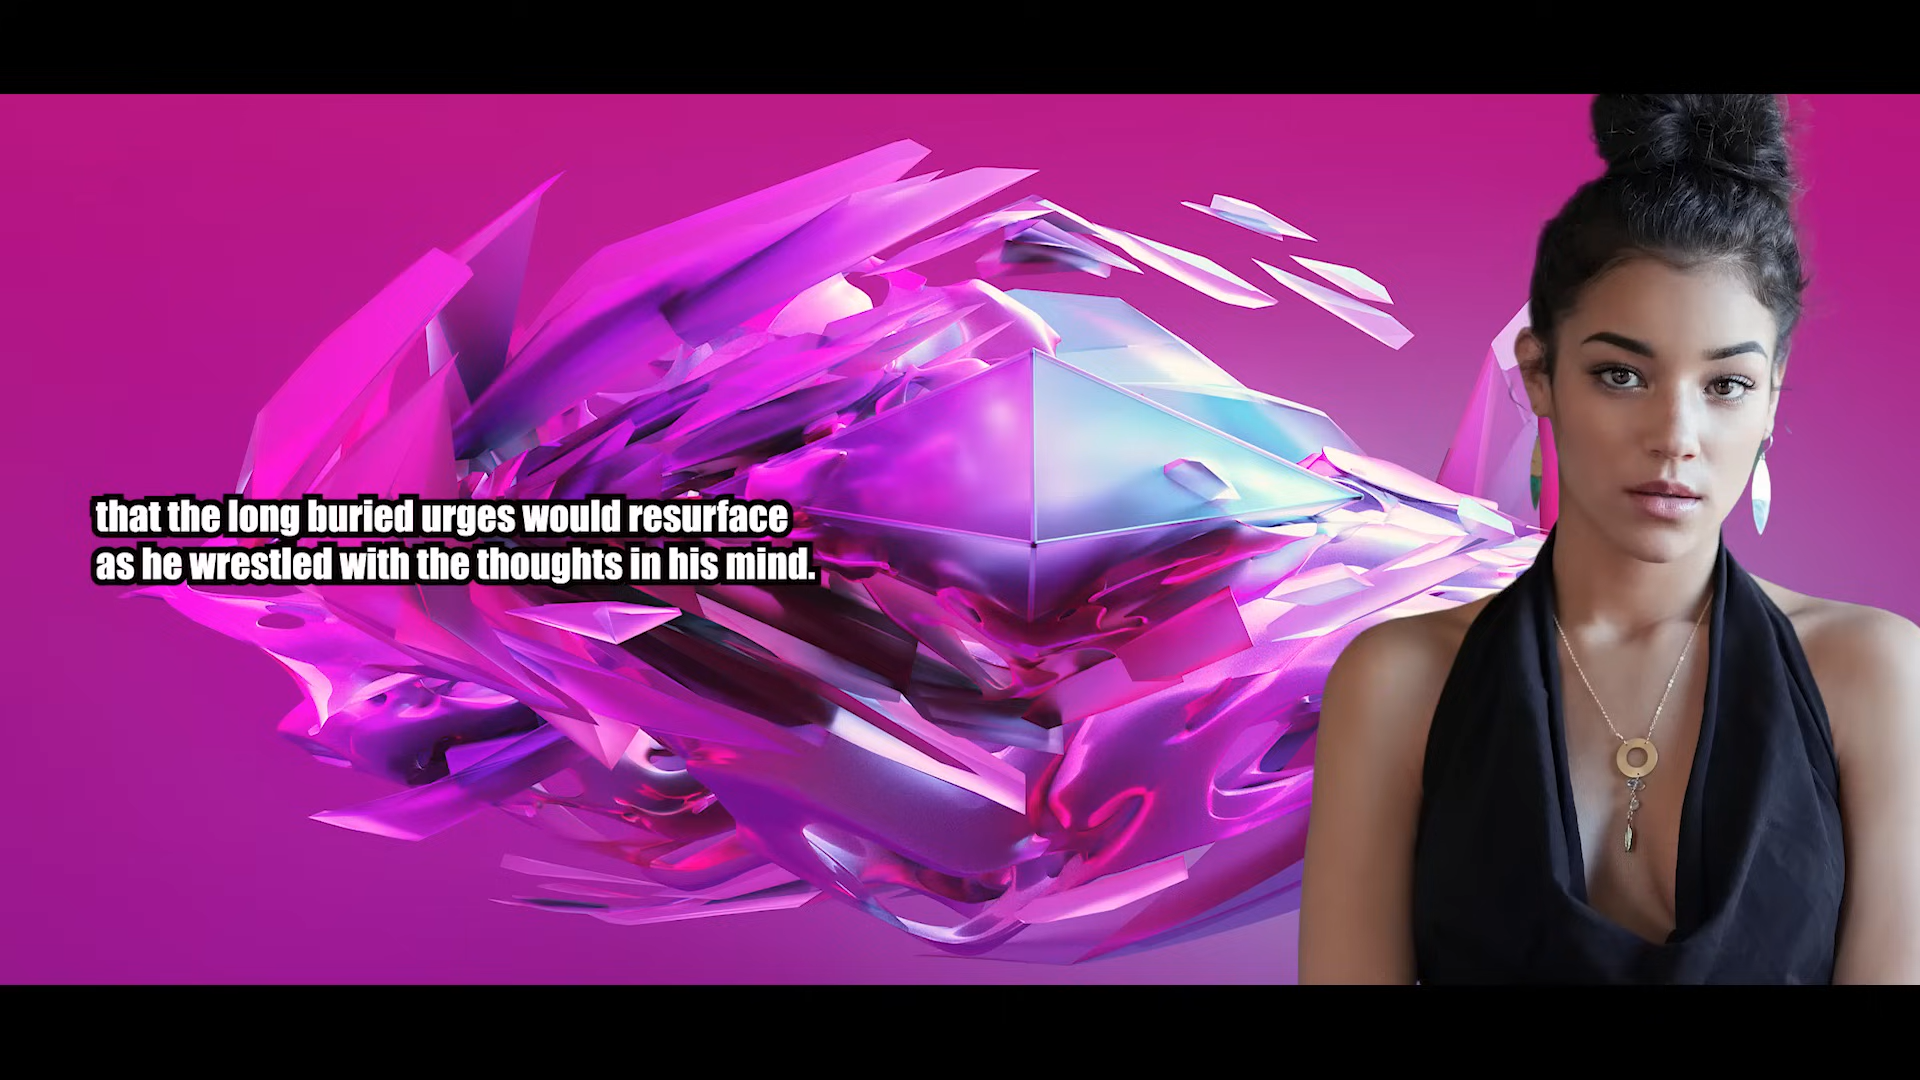 that the long buried urges would resurface
as he wrestled with the thoughts in his mind.